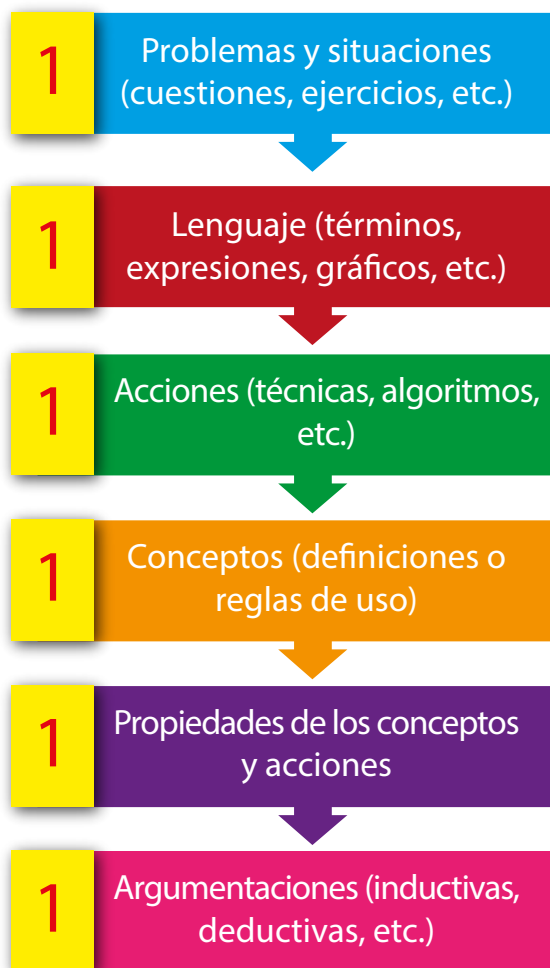 1
Problemas y situaciones
(cuestiones, ejercicios, etc.)
1
Lenguaje (términos,
expresiones, gráficos, etc.)
1
Acciones (técnicas, algoritmos,
etc.)
1
Conceptos (definiciones o
reglas de uso)
1
Propiedades de los conceptos
y acciones
1
Argumentaciones (inductivas,
deductivas, etc.)